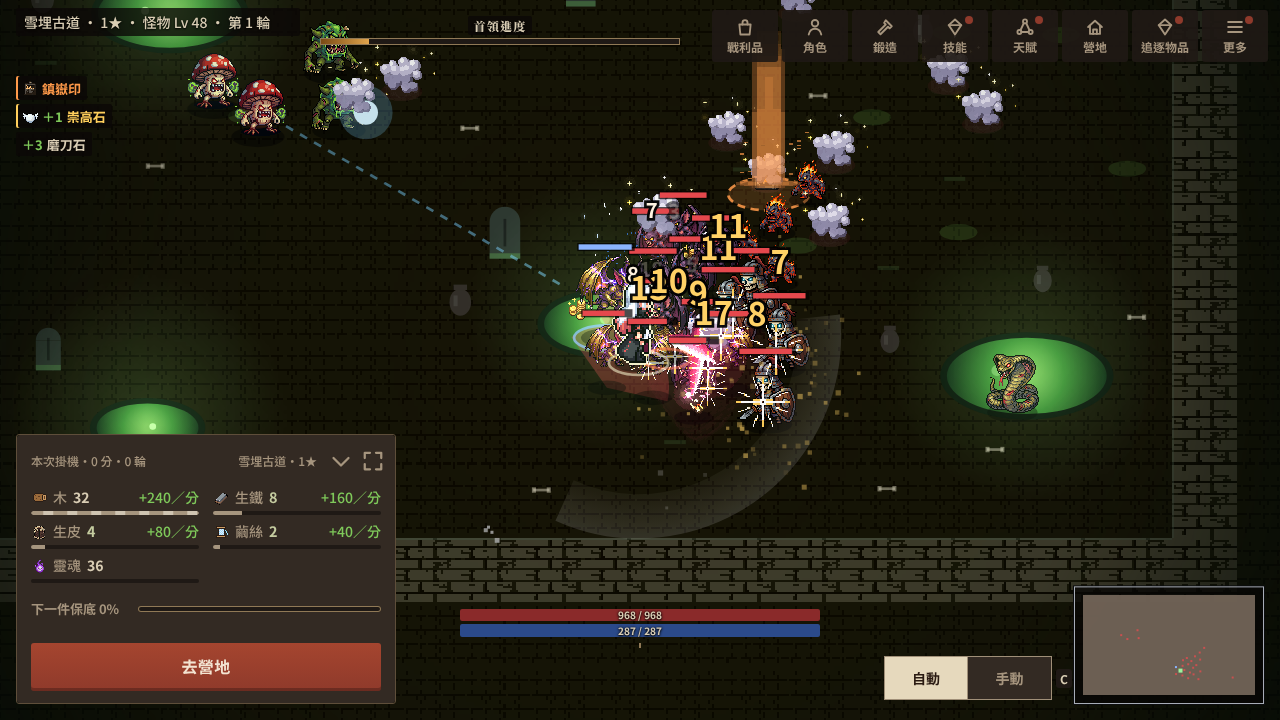 雪埋古道 ・ 1★ ・ 怪物 Lv 48 ・ 第 1 輪
首領進度
戰利品
角色
鍛造
技能
天賦
營地
追逐物品
更多
鎮嶽印
+1 崇高石
+3 磨刀石
7
11
11
7
10
9
17
8
本次掛機・0 分・0 輪
雪埋古道・1★
木 32
+240／分
生鐵 8
+160／分
生皮 4
+80／分
繭絲 2
+40／分
靈魂 36
下一件保底 0%
去營地
968 / 968
287 / 287
自動
手動
C